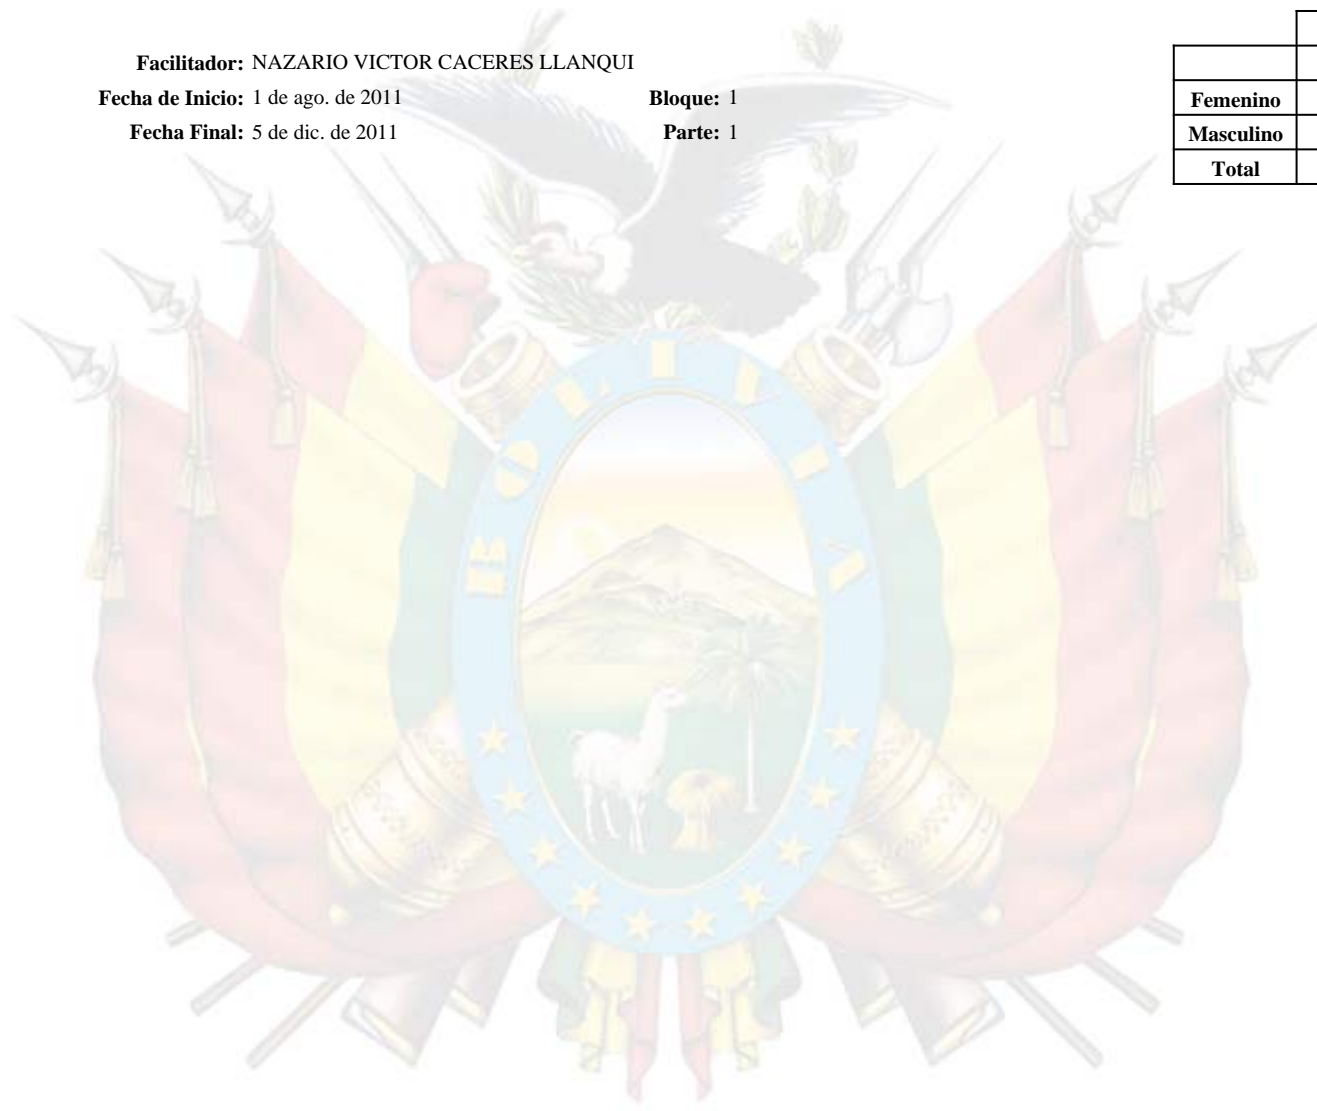 Facilitador: NAZARIO VICTOR CACERES LLANQUI
Fecha de Inicio: 1 de ago. de 2011 Bloque: 1
Fecha Final: 5 de dic. de 2011 Parte: 1
Femenino
Masculino
Total
BOLIVIA